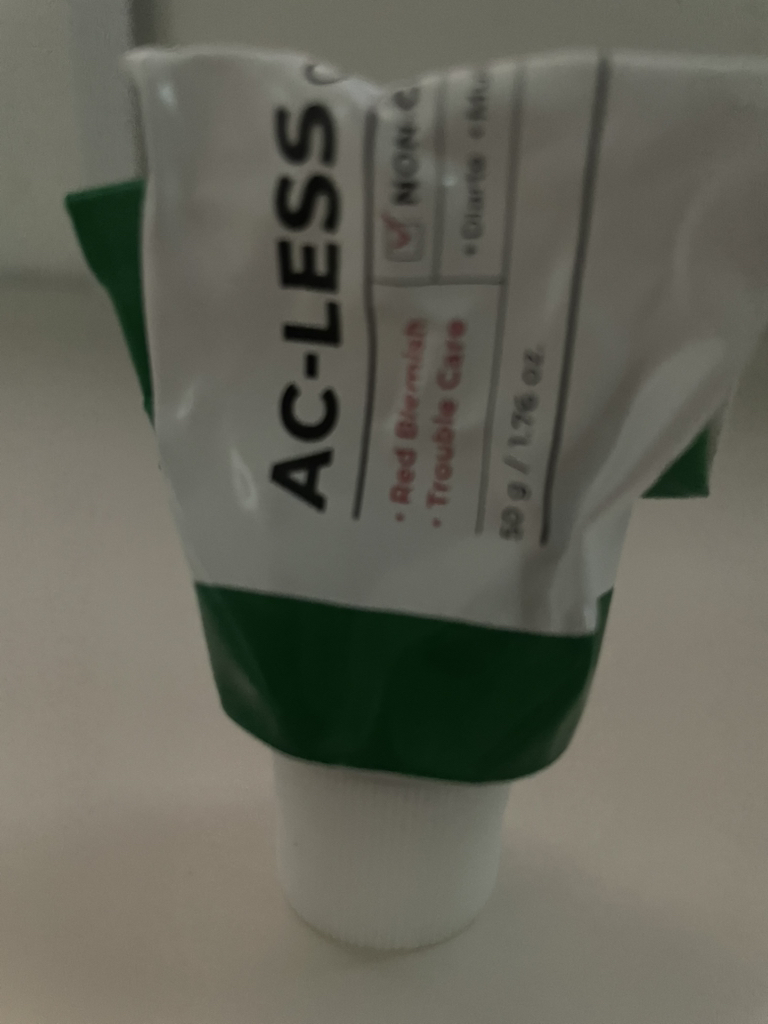 AC-LESS
• Red Blemish
• Trouble Care
NON-C
50 g / 1.76 oz.